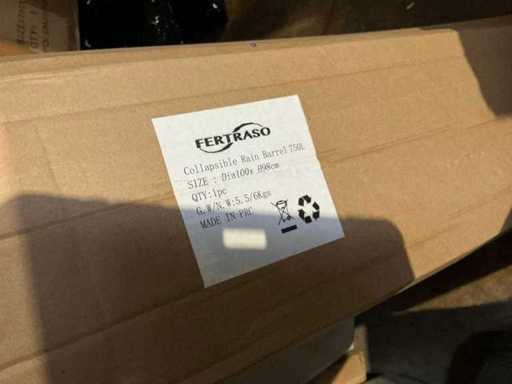 FERTRASO
Collapsible Rain Barrel 750L
SIZE : Dia100x H98cm
QTY:1pc
G.W/N.W:5.5/6Kgs
MADE IN PRC